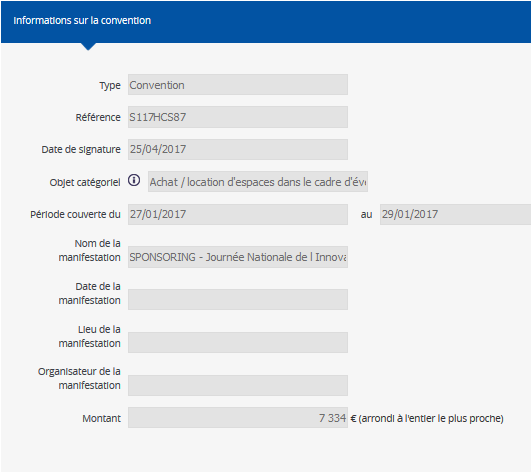 Informations sur la convention
Type Convention
Référence S117HCS87
Date de signature 25/04/2017
Objet catégoriel Achat / location d'espaces dans le cadre d'év
Période couverte du 27/01/2017 au 29/01/2017
Nom de la
manifestation SPONSORING - Journée Nationale de l Innova
Date de la
manifestation
Lieu de la
manifestation
Organisateur de la
manifestation
Montant 7 334 € (arrondi à l'entier le plus proche)